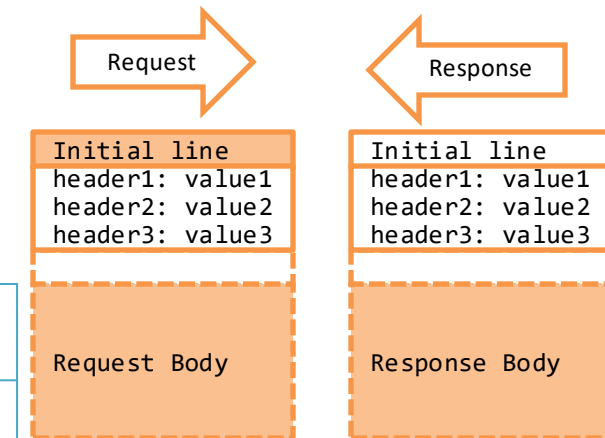 Request
Response
Initial line
header1: value1
header2: value2
header3: value3
Request Body
Initial line
header1: value1
header2: value2
header3: value3
Response Body